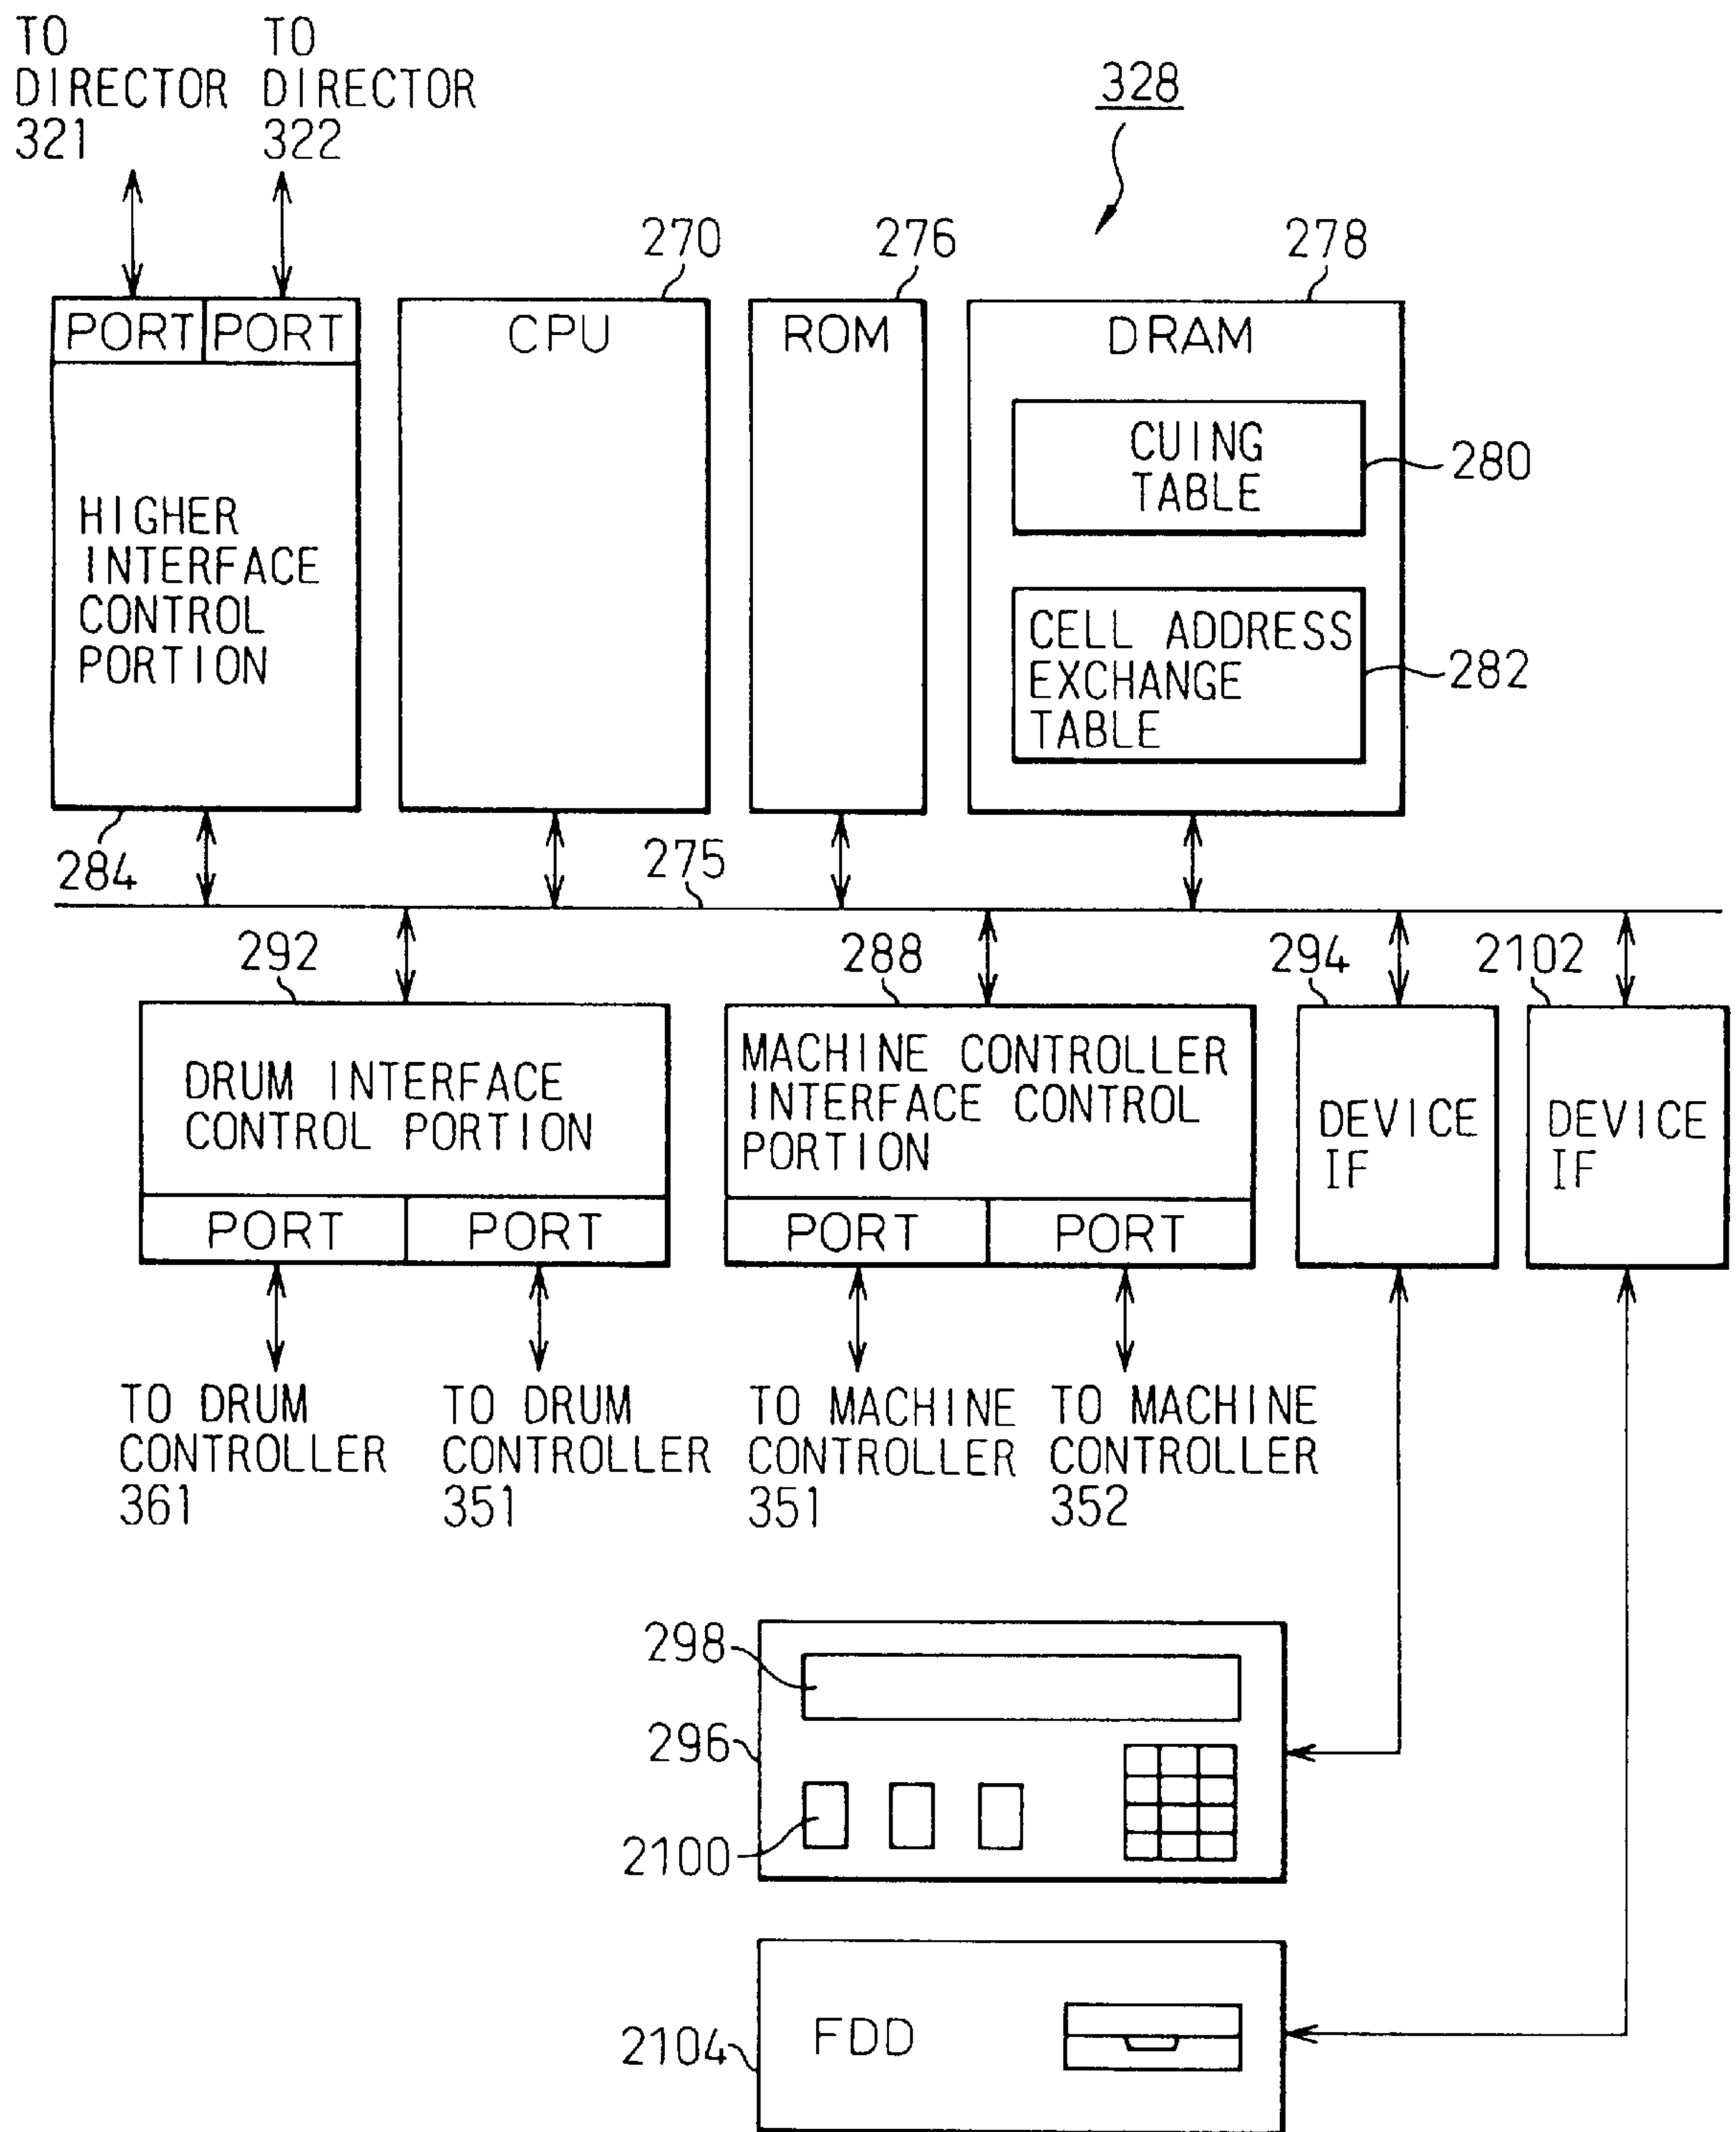 TO
DIRECTOR
321
TO
DIRECTOR
322
328
270
276
278
PORT
PORT
CPU
ROM
DRAM
CUING
TABLE
280
HIGHER
INTERFACE
CONTROL
PORTION
CELL ADDRESS
EXCHANGE
TABLE
282
284
275
292
288
294
2102
DRUM INTERFACE
CONTROL PORTION
MACHINE CONTROLLER
INTERFACE CONTROL
PORTION
DEVICE
IF
DEVICE
IF
PORT
PORT
PORT
PORT
TO DRUM
CONTROLLER
361
TO DRUM
CONTROLLER
351
TO MACHINE
CONTROLLER
351
TO MACHINE
CONTROLLER
352
298
296
2100
FDD
2104